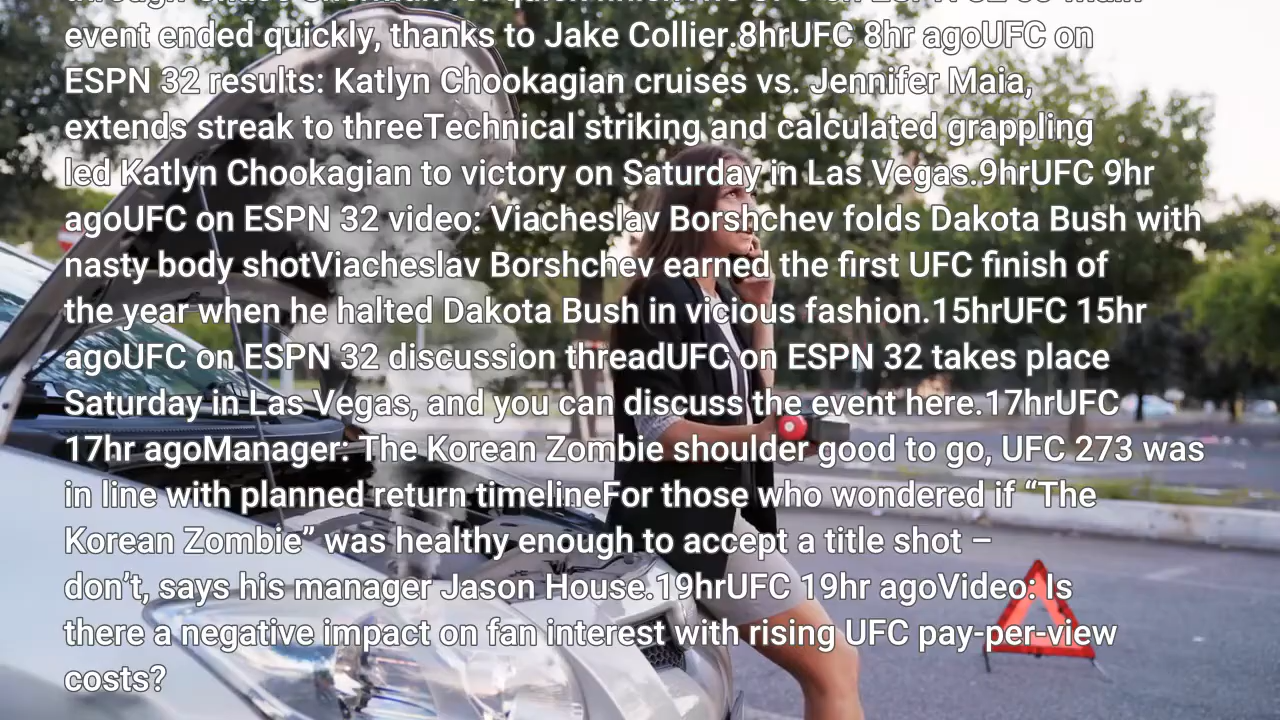 event ended quickly, thanks to Jake Collier.8hrUFC 8hr agoUFC on
ESPN 32 results: Katlyn Chookagian cruises vs. Jennifer Maia,
extends streak to threeTechnical striking and calculated grappling
led Katlyn Chookagian to victory on Saturday in Las Vegas.9hrUFC 9hr
agoUFC on ESPN 32 video: Viacheslav Borshchev folds Dakota Bush with
nasty body shotViacheslav Borshchev earned the first UFC finish of
the year when he halted Dakota Bush in vicious fashion.15hrUFC 15hr
agoUFC on ESPN 32 discussion threadUFC on ESPN 32 takes place
Saturday in Las Vegas, and you can discuss the event here.17hrUFC
17hr agoManager: The Korean Zombie shoulder good to go, UFC 273 was
in line with planned return timelineFor those who wondered if “The
Korean Zombie” was healthy enough to accept a title shot –
don’t, says his manager Jason House.19hrUFC 19hr agoVideo: Is
there a negative impact on fan interest with rising UFC pay-per-view
costs?